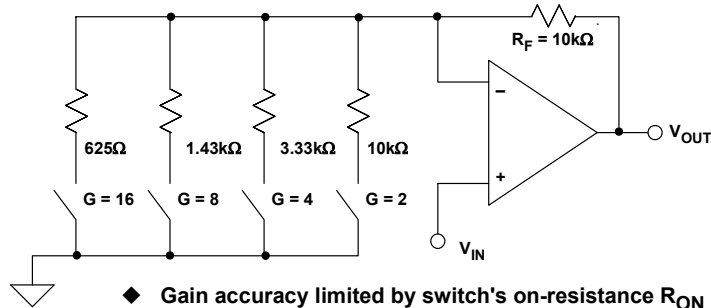 R_F = 10kΩ
625Ω 1.43kΩ 3.33kΩ 10kΩ
−
+
V_OUT
G = 16 G = 8 G = 4 G = 2
V_IN
◆ Gain accuracy limited by switch's on-resistance R_ON